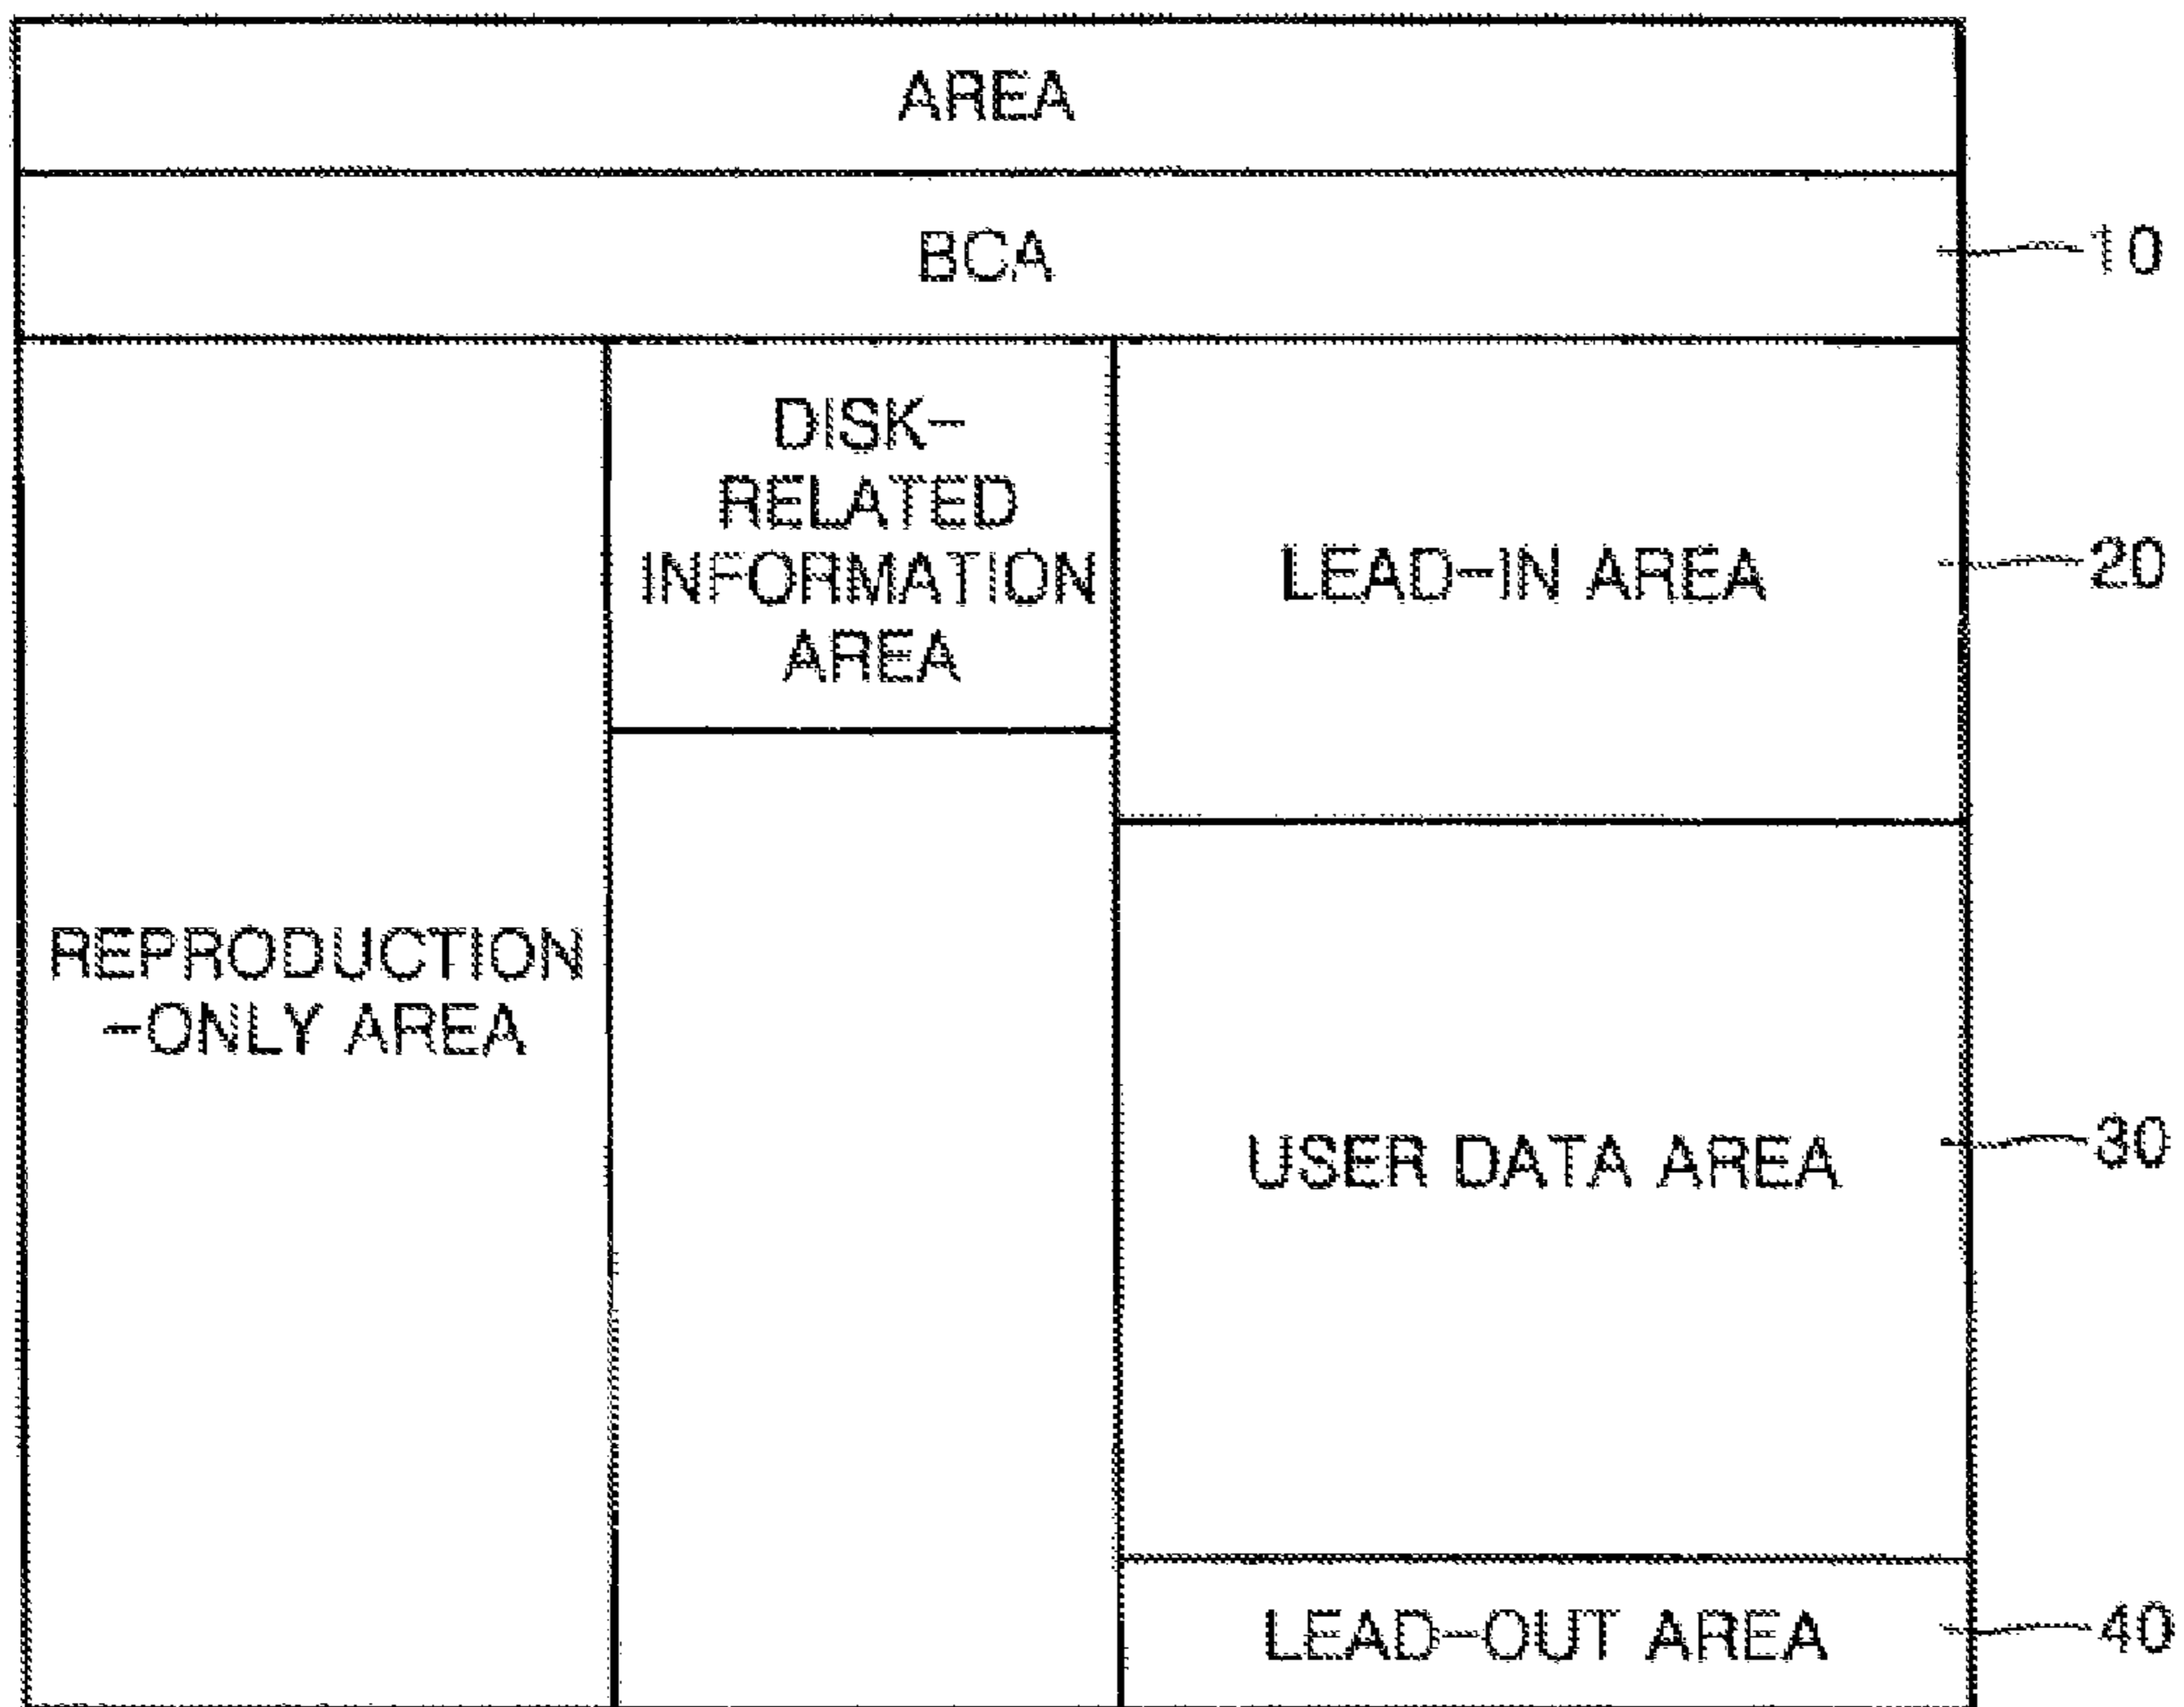 AREA
BCA
10
REPRODUCTION
-ONLY AREA
DISK-
RELATED
INFORMATION
AREA
LEAD-IN AREA
20
USER DATA AREA
30
LEAD-OUT AREA
40